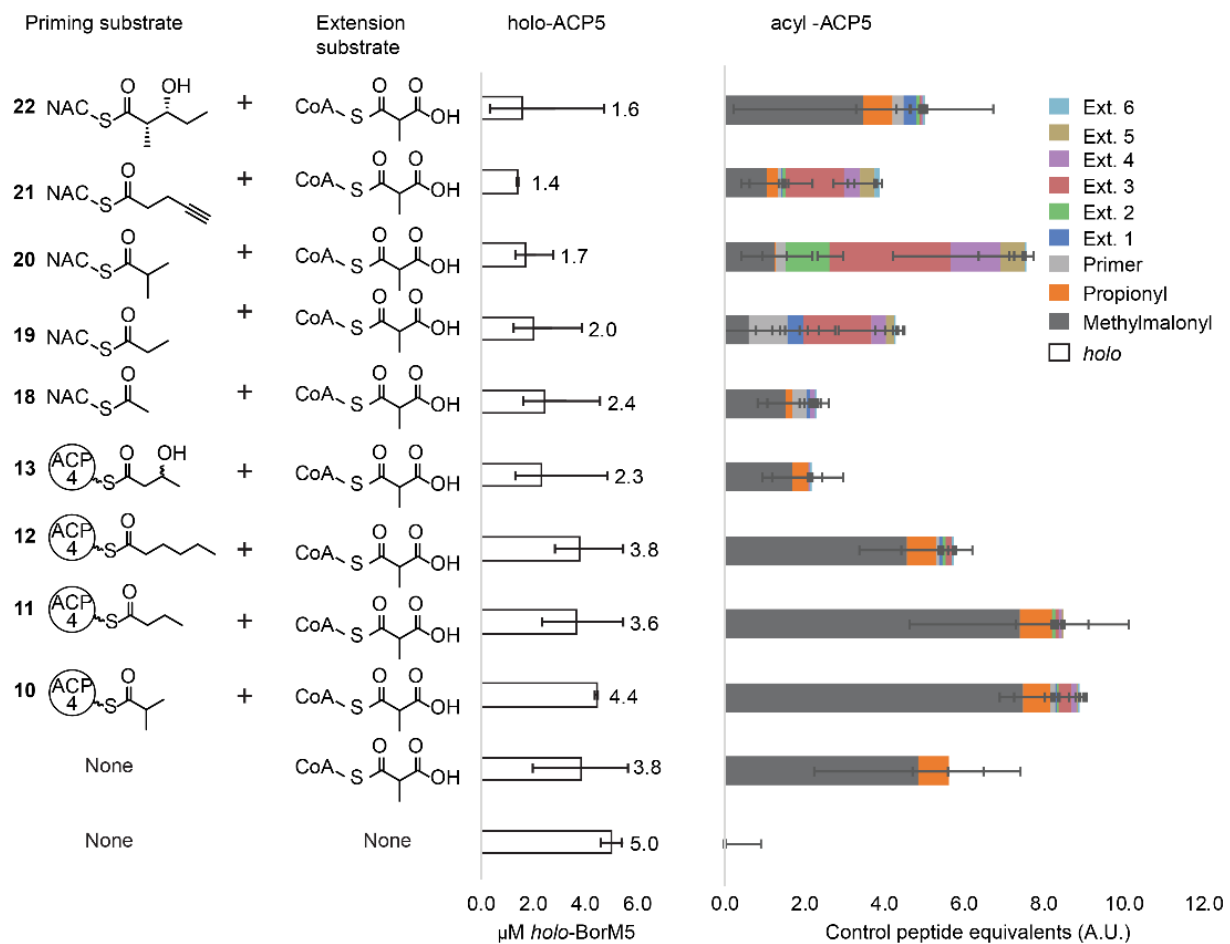 Priming substrate
Extension
substrate
holo-ACP5
acyl -ACP5
22 NAC S O OH + CoA S O O OH 1.6
21 NAC S O + CoA S O O OH 1.4
20 NAC S O + CoA S O O OH 1.7
19 NAC S O + CoA S O O OH 2.0
18 NAC S O + CoA S O O OH 2.4
13 ACP 4 S O OH + CoA S O O OH 2.3
12 ACP 4 S O + CoA S O O OH 3.8
11 ACP 4 S O + CoA S O O OH 3.6
10 ACP 4 S O + CoA S O O OH 4.4
None CoA S O O OH 3.8
None None 5.0
Ext. 6
Ext. 5
Ext. 4
Ext. 3
Ext. 2
Ext. 1
Primer
Propionyl
Methylmalonyl
holo
0.0 2.0 4.0 6.0 8.0
µM holo-BorM5
0.0 2.0 4.0 6.0 8.0 10.0 12.0
Control peptide equivalents (A.U.)